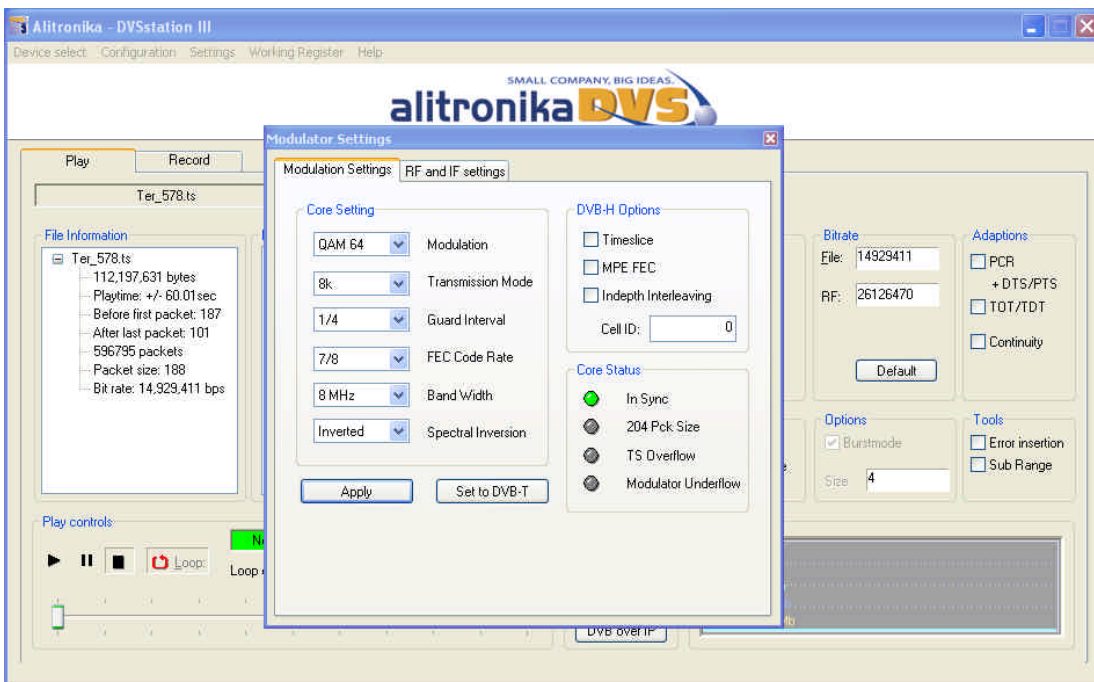 Alitronika - DVSstation III
Device select Configuration Settings Working Register Help
SMALL COMPANY, BIG IDEAS.
alitronika DVS
Play Record
Ter_578.ts
File Information
Ter_578.ts
112,197,631 bytes
Playtime: +/- 60.01sec
Before first packet: 187
After last packet: 101
596795 packets
Packet size: 188
Bit rate: 14,929,411 bps
Modulator Settings
Modulation Settings RF and IF settings
Core Setting
QAM 64 Modulation
8k Transmission Mode
1/4 Guard Interval
7/8 FEC Code Rate
8 MHz Band Width
Inverted Spectral Inversion
Apply Set to DVB-T
DVB-H Options
Timeslice
MPE FEC
Indepth Interleaving
Cell ID: 0
Core Status
In Sync
204 Pck Size
TS Overflow
Modulator Underflow
Bitrate
File: 14929411
RF: 26126470
Default
Adaptions
PCR
+ DTS/PTS
TOT/TDT
Continuity
Options
Burstmode
Size 4
Tools
Error insertion
Sub Range
Play controls
Loop:
Loop
DVB over IP